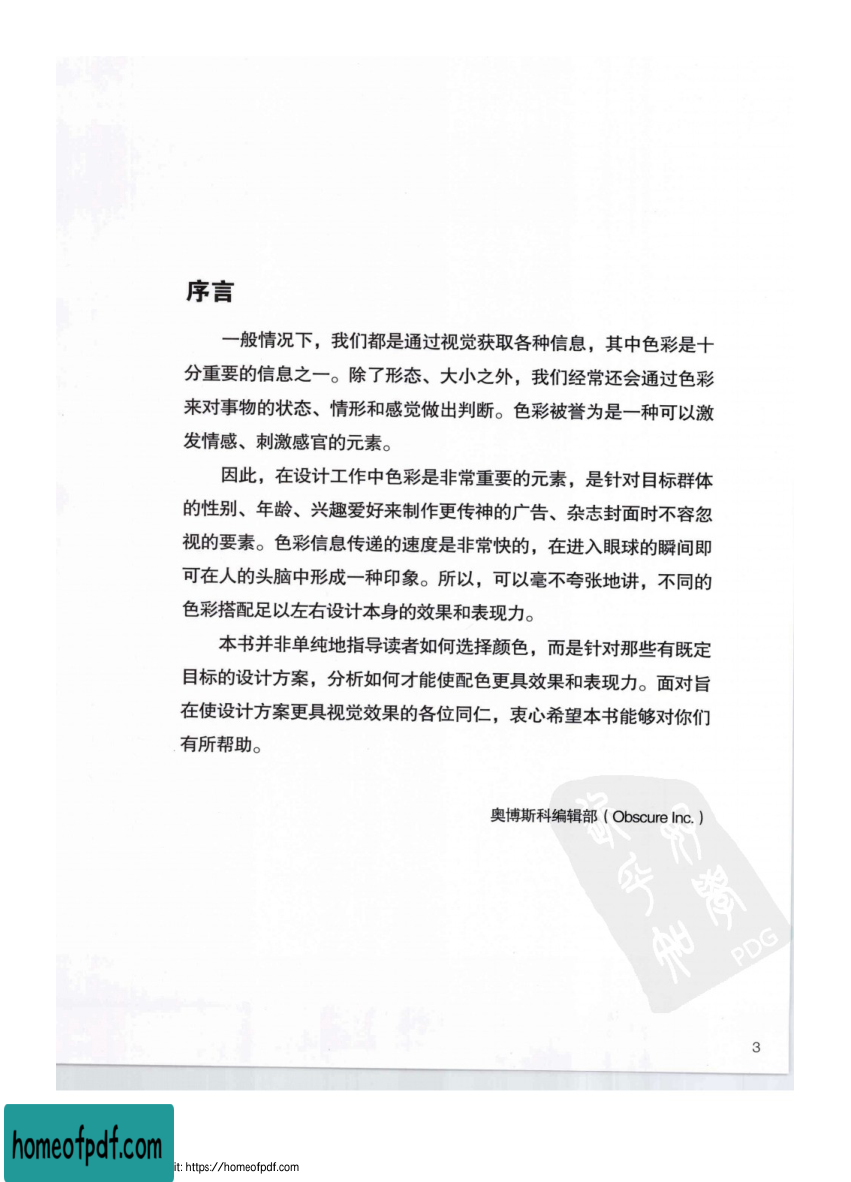 序言
一般情况下，我们都是通过视觉获取各种信息，其中色彩是十
分重要的信息之一。除了形态、大小之外，我们经常还会通过色彩
来对事物的状态、情形和感觉做出判断。色彩被誉为是一种可以激
发情感、刺激感官的元素。
因此，在设计工作中色彩是非常重要的元素，是针对目标群体
的性别、年龄、兴趣爱好来制作更传神的广告、杂志封面时不容忽
视的要素。色彩信息传递的速度是非常快的，在进入眼球的瞬间即
可在人的头脑中形成一种印象。所以，可以毫不夸张地讲，不同的
色彩搭配足以左右设计本身的效果和表现力。
本书并非单纯地指导读者如何选择颜色，而是针对那些有既定
目标的设计方案，分析如何才能使配色更具效果和表现力。面对旨
在使设计方案更具视觉效果的各位同仁，衷心希望本书能够对你们
有所帮助。
奥博斯科编辑部（Obscure Inc.）
PDG
3
homeofpdf.com
it: https://homeofpdf.com